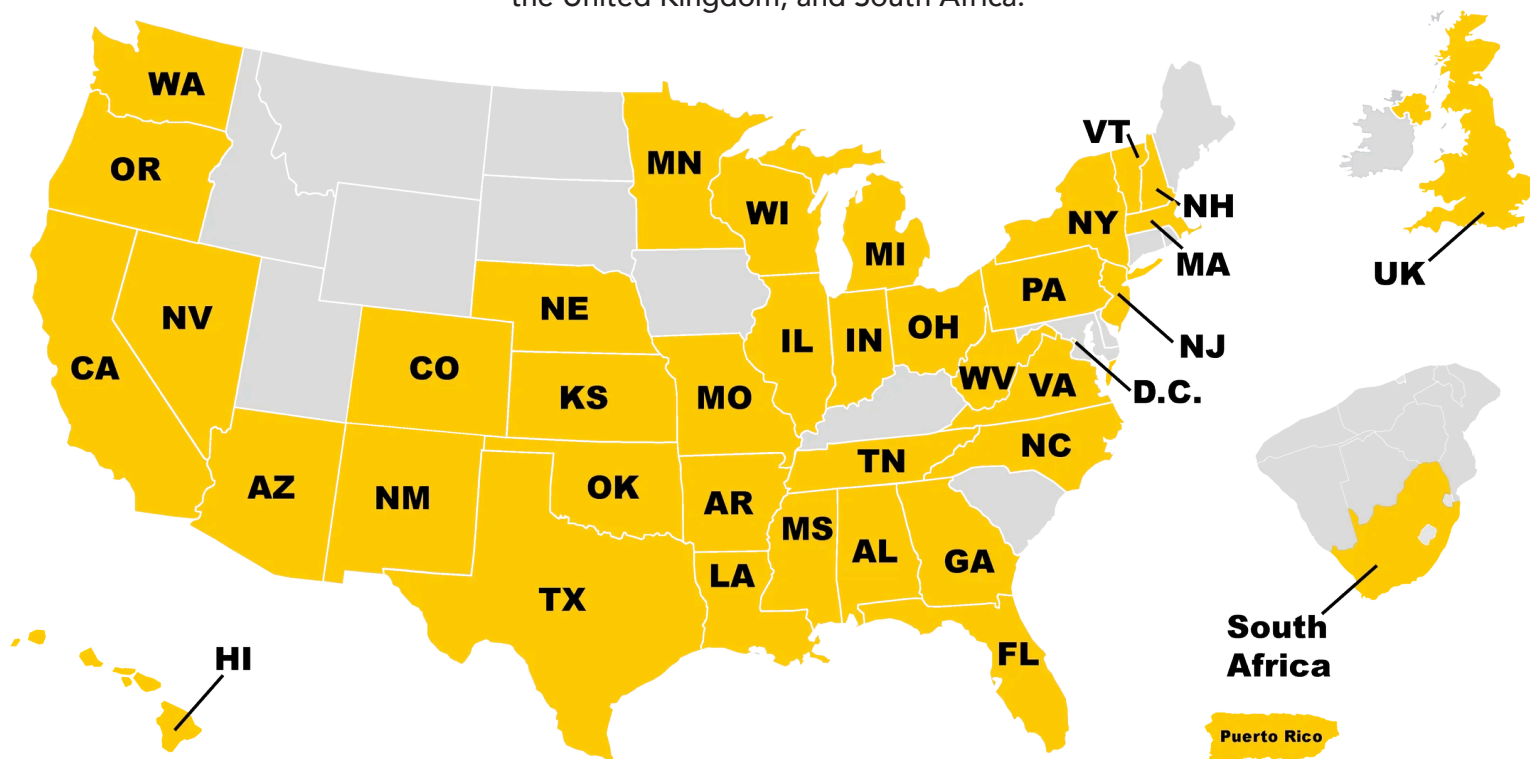 the United Kingdom, and South Africa.
WA
OR
MN
VT
WI
NH
NY
MI
MA
UK
PA
NE
NV
OH
IL
IN
NJ
CA
CO
WV
VA
D.C.
KS
MO
NC
TN
AZ
OK
NM
AR
MS
AL
GA
LA
TX
South
Africa
FL
HI
Puerto Rico